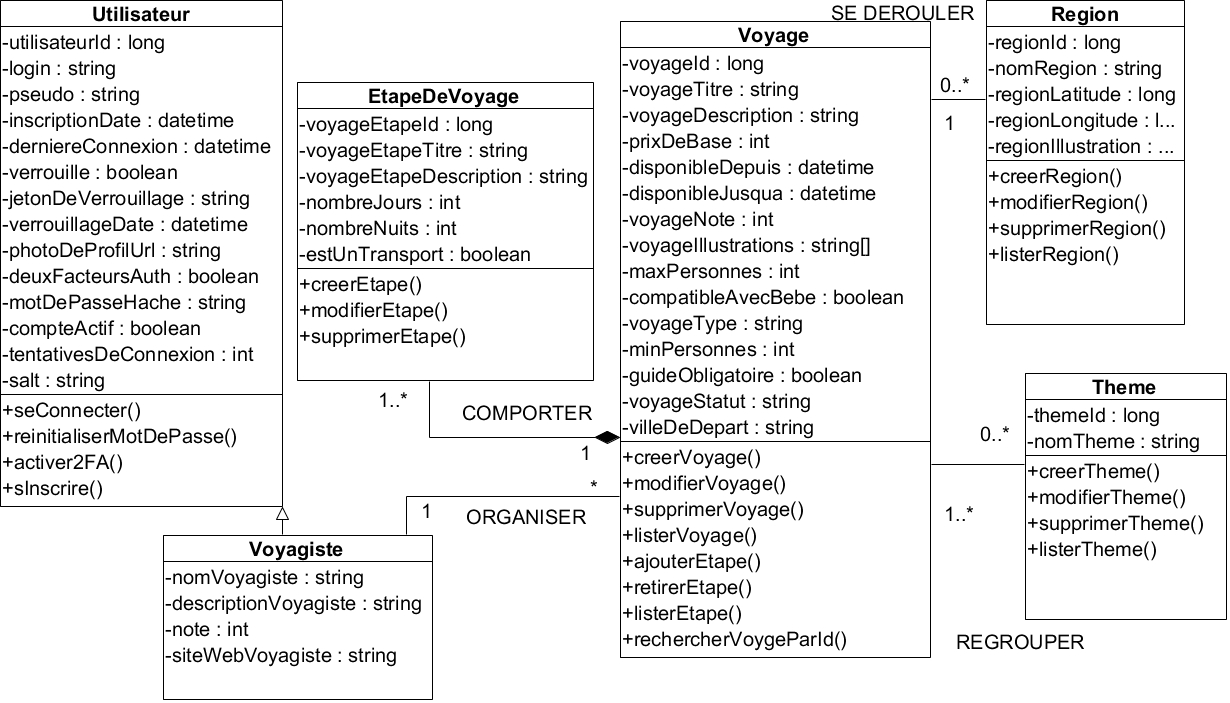 Utilisateur
-utilisateurId : long
-login : string
-pseudo : string
-inscriptionDate : datetime
-derniereConnexion : datetime
-verrouille : boolean
-jetonDeVerrouillage : string
-verrouillageDate : datetime
-photoDeProfilUrl : string
-deuxFacteursAuth : boolean
-motDePasseHache : string
-compteActif : boolean
-tentativesDeConnexion : int
-salt : string
+seConnecter()
+reinitialiserMotDePasse()
+activer2FA()
+sInscrire()
EtapeDeVoyage
-voyageEtapeId : long
-voyageEtapeTitre : string
-voyageEtapeDescription : string
-nombreJours : int
-nombreNuits : int
-estUnTransport : boolean
+creerEtape()
+modifierEtape()
+supprimerEtape()
1..*
COMPORTER
1
*
1
ORGANISER
Voyagiste
-nomVoyagiste : string
-descriptionVoyagiste : string
-note : int
-siteWebVoyagiste : string
Voyage
-voyageId : long
-voyageTitre : string
-voyageDescription : string
-prixDeBase : int
-disponibleDepuis : datetime
-disponibleJusqua : datetime
-voyageNote : int
-voyageIllustrations : string[]
-maxPersonnes : int
-compatibleAvecBebe : boolean
-voyageType : string
-minPersonnes : int
-guideObligatoire : boolean
-voyageStatut : string
-villeDeDepart : string
+creerVoyage()
+modifierVoyage()
+supprimerVoyage()
+listerVoyage()
+ajouterEtape()
+retirerEtape()
+listerEtape()
+rechercherVoygeParId()
SE DEROULER
0..*
1
Region
-regionId : long
-nomRegion : string
-regionLatitude : long
-regionLongitude : l...
-regionIllustration : ...
+creerRegion()
+modifierRegion()
+supprimerRegion()
+listerRegion()
0..*
1..*
REGROUPER
Theme
-themeId : long
-nomTheme : string
+creerTheme()
+modifierTheme()
+supprimerTheme()
+listerTheme()